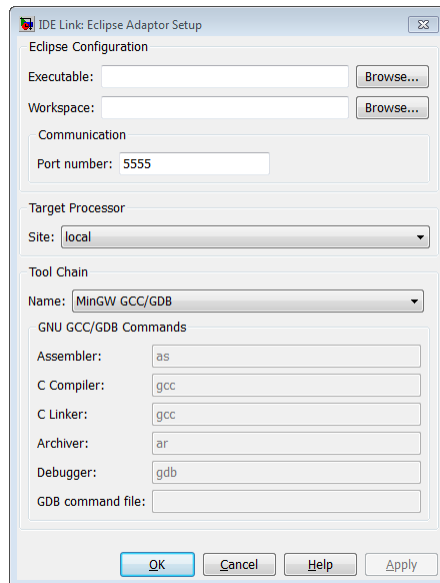 IDE Link: Eclipse Adaptor Setup
Eclipse Configuration
Executable: Browse...
Workspace: Browse...
Communication
Port number: 5555
Target Processor
Site: local
Tool Chain
Name: MinGW GCC/GDB
GNU GCC/GDB Commands
Assembler: as
C Compiler: gcc
C Linker: gcc
Archiver: ar
Debugger: gdb
GDB command file:
OK Cancel Help Apply